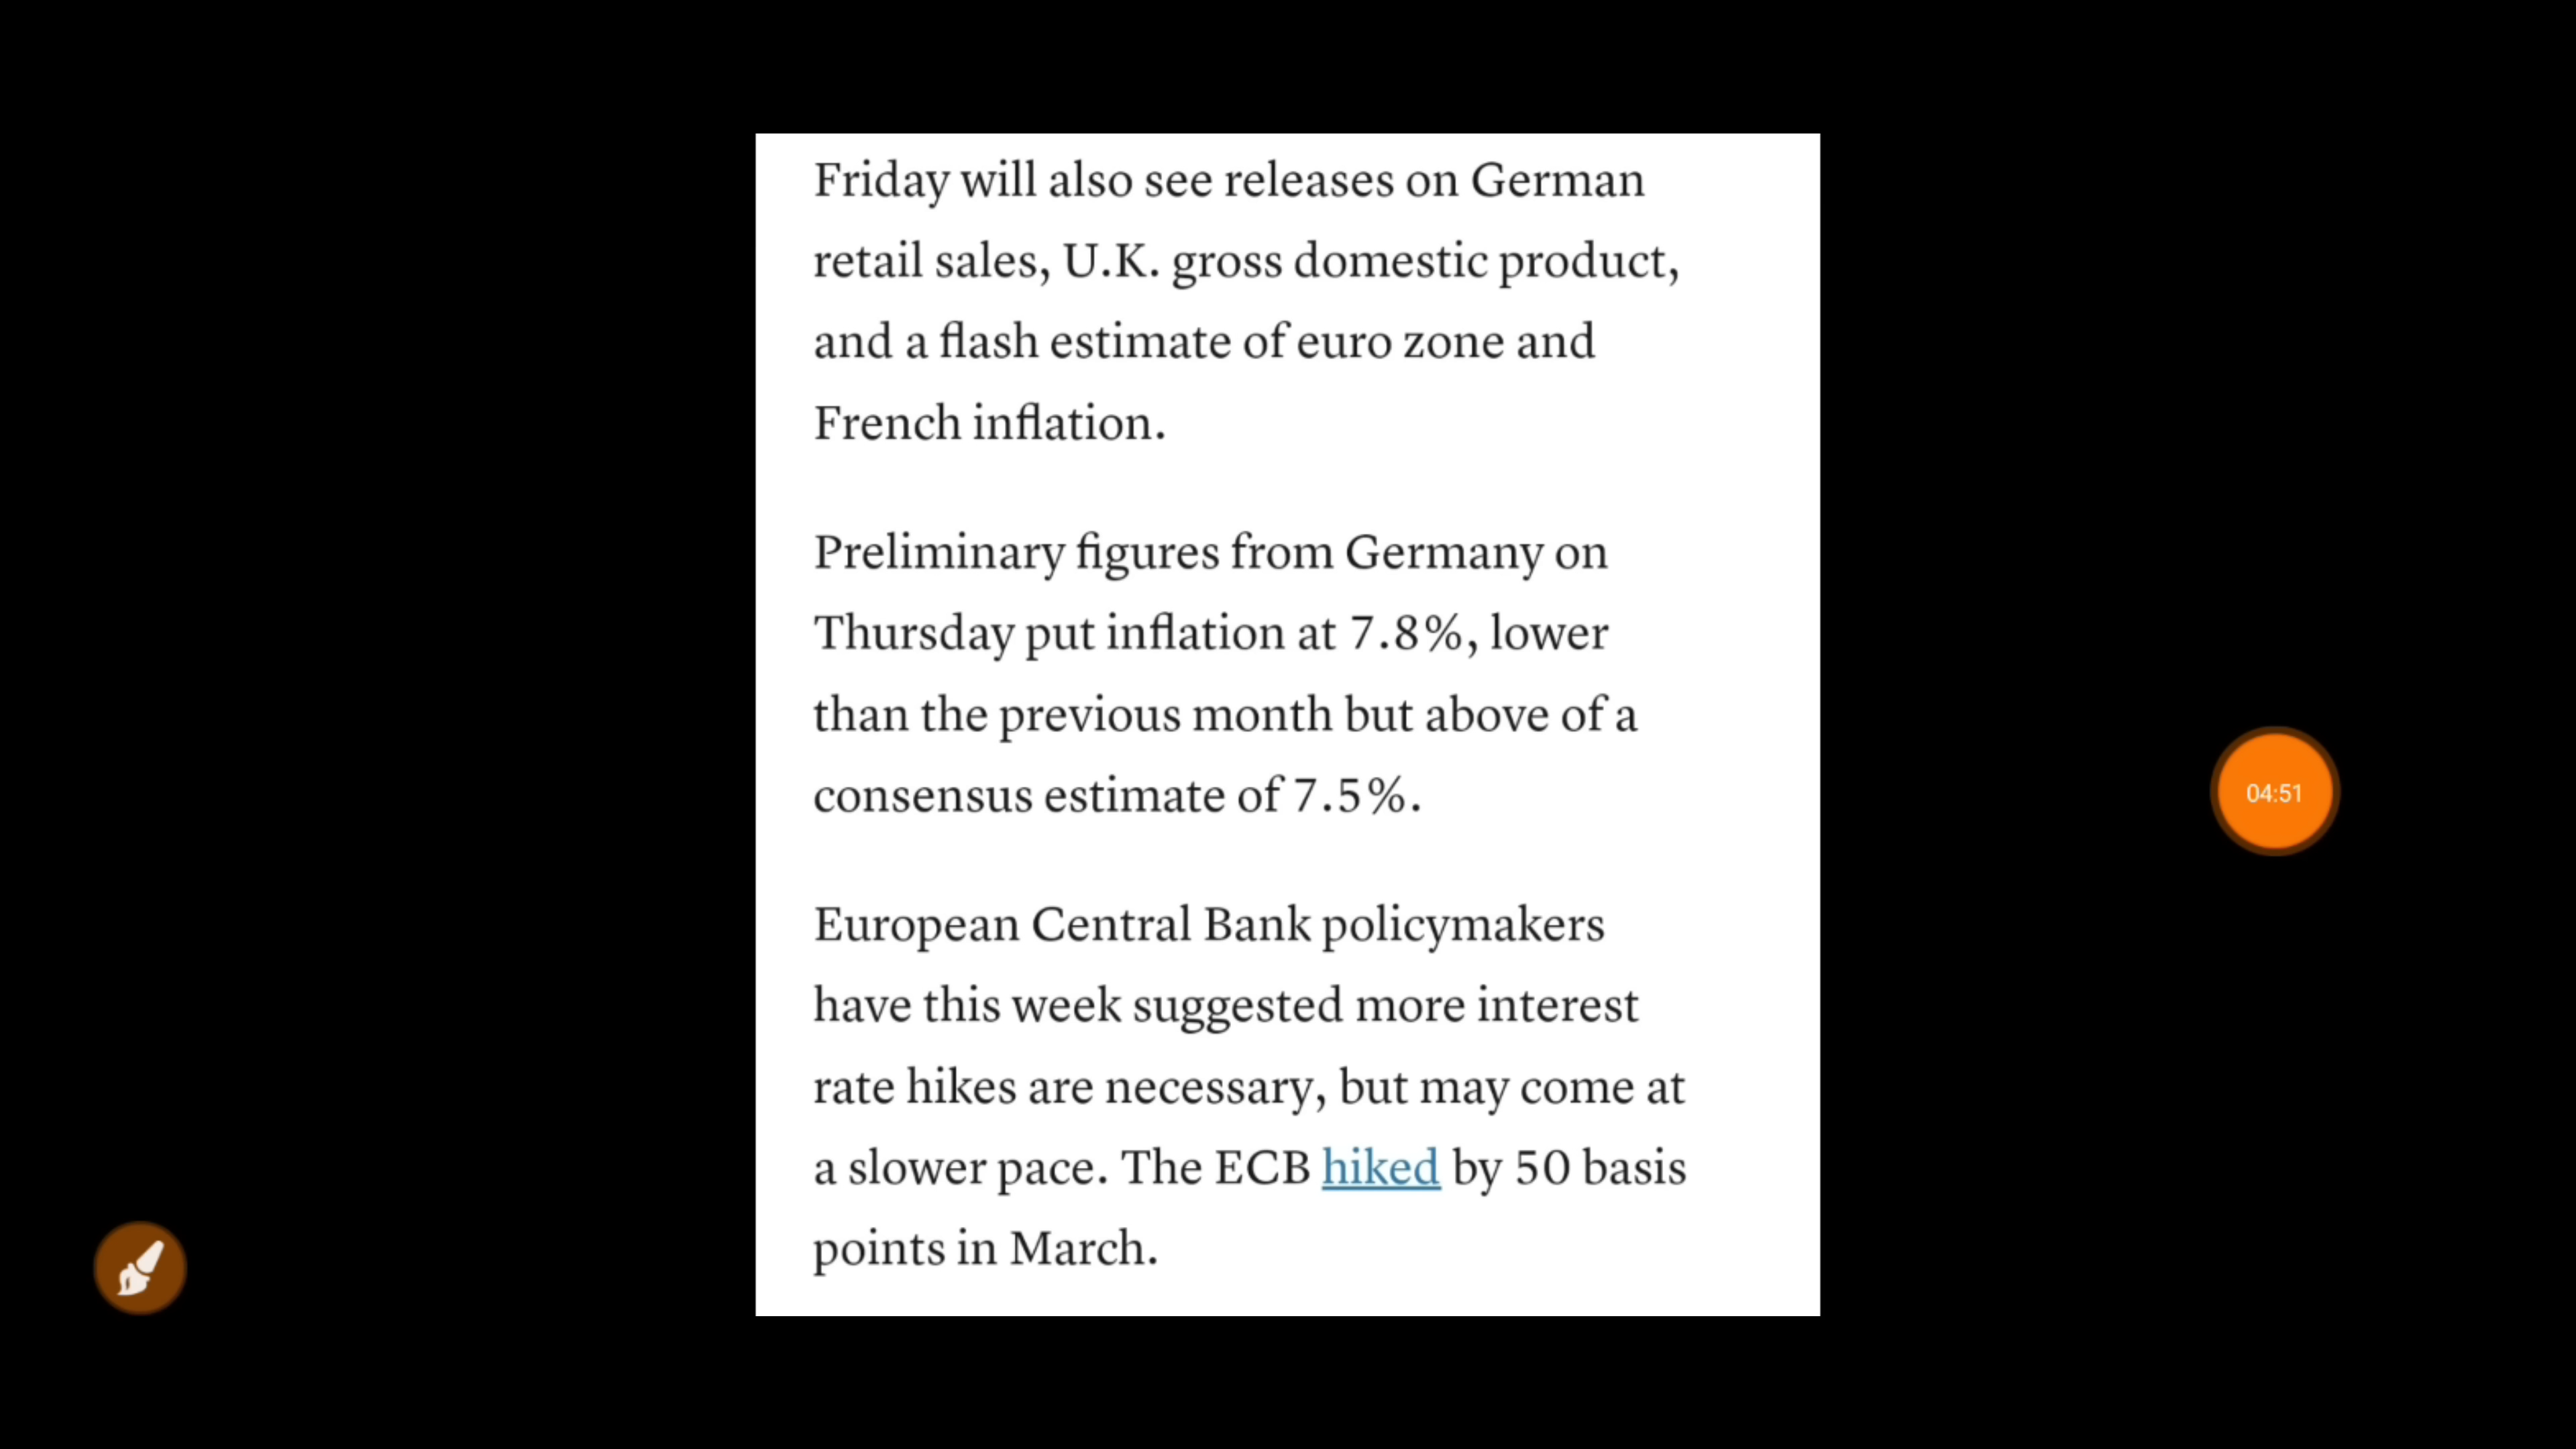 Friday will also see releases on German
retail sales, U.K. gross domestic product,
and a flash estimate of euro zone and
French inflation.
Preliminary figures from Germany on
Thursday put inflation at 7.8%, lower
than the previous month but above of a
consensus estimate of 7.5%.
European Central Bank policymakers
have this week suggested more interest
rate hikes are necessary, but may come at
a slower pace. The ECB hiked by 50 basis
points in March.
04:51